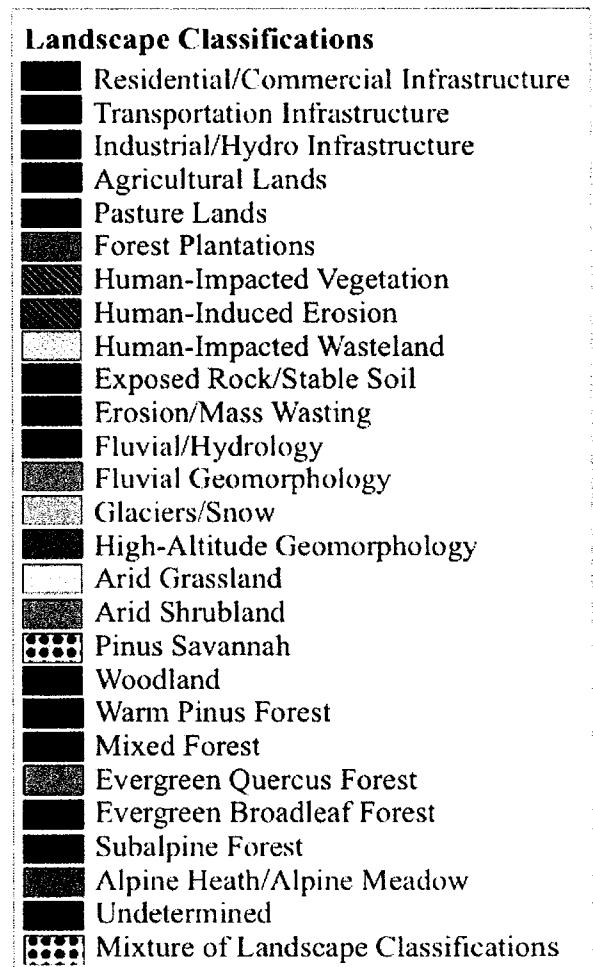 Landscape Classifications
Residential/Commercial Infrastructure
Transportation Infrastructure
Industrial/Hydro Infrastructure
Agricultural Lands
Pasture Lands
Forest Plantations
Human-Impacted Vegetation
Human-Induced Erosion
Human-Impacted Wasteland
Exposed Rock/Stable Soil
Erosion/Mass Wasting
Fluvial/Hydrology
Fluvial Geomorphology
Glaciers/Snow
High-Altitude Geomorphology
Arid Grassland
Arid Shrubland
Pinus Savannah
Woodland
Warm Pinus Forest
Mixed Forest
Evergreen Quercus Forest
Evergreen Broadleaf Forest
Subalpine Forest
Alpine Heath/Alpine Meadow
Undetermined
Mixture of Landscape Classifications